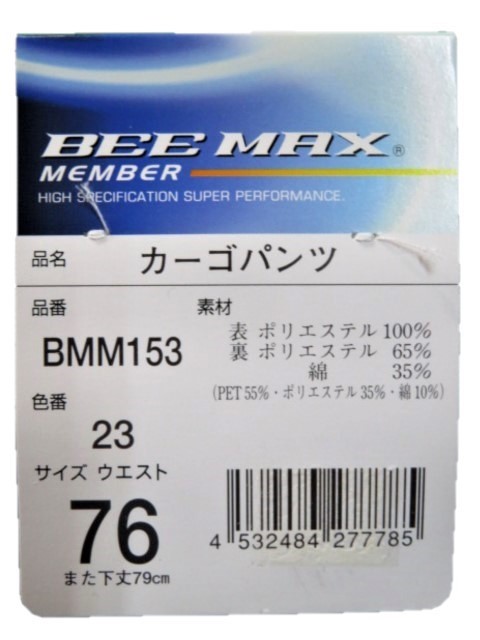 BEE MAX®
MEMBER
HIGH SPECIFICATION SUPER PERFORMANCE.
品名 カーゴパンツ
品番
BMM153
色番
23
素材
表 ポリエステル 100%
裏 ポリエステル 65%
綿 35%
(PET 55%・ポリエステル 35%・綿 10%)
サイズ ウエスト
76
また下丈79cm
4 532484 277785